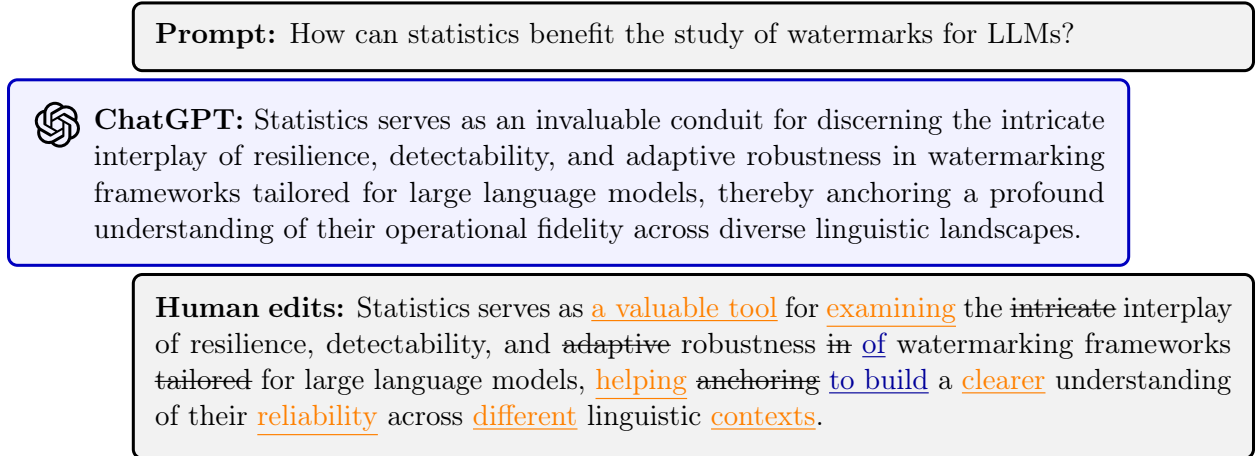 Prompt: How can statistics benefit the study of watermarks for LLMs?
ChatGPT: Statistics serves as an invaluable conduit for discerning the intricate
interplay of resilience, detectability, and adaptive robustness in watermarking
frameworks tailored for large language models, thereby anchoring a profound
understanding of their operational fidelity across diverse linguistic landscapes.
Human edits: Statistics serves as a valuable tool for examining the intricate interplay
of resilience, detectability, and adaptive robustness in of watermarking frameworks
tailored for large language models, helping anchoring to build a clearer understanding
of their reliability across different linguistic contexts.